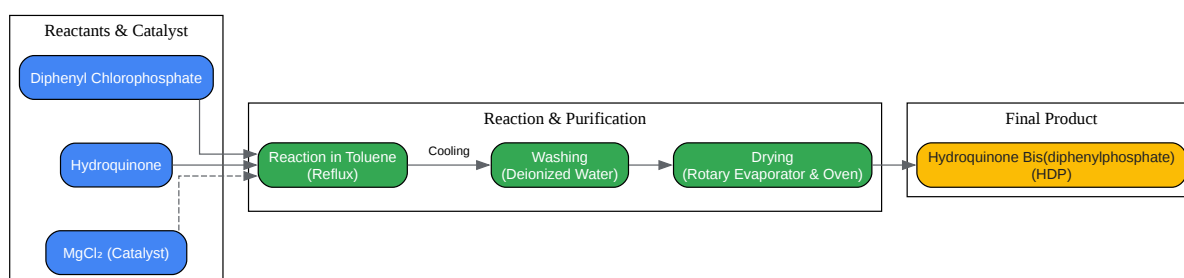 Reactants & Catalyst
Diphenyl Chlorophosphate
Hydroquinone
MgCl₂ (Catalyst)
Reaction & Purification
Reaction in Toluene
(Reflux)
Cooling
Washing
(Deionized Water)
Drying
(Rotary Evaporator & Oven)
Final Product
Hydroquinone Bis(diphenylphosphate)
(HDP)